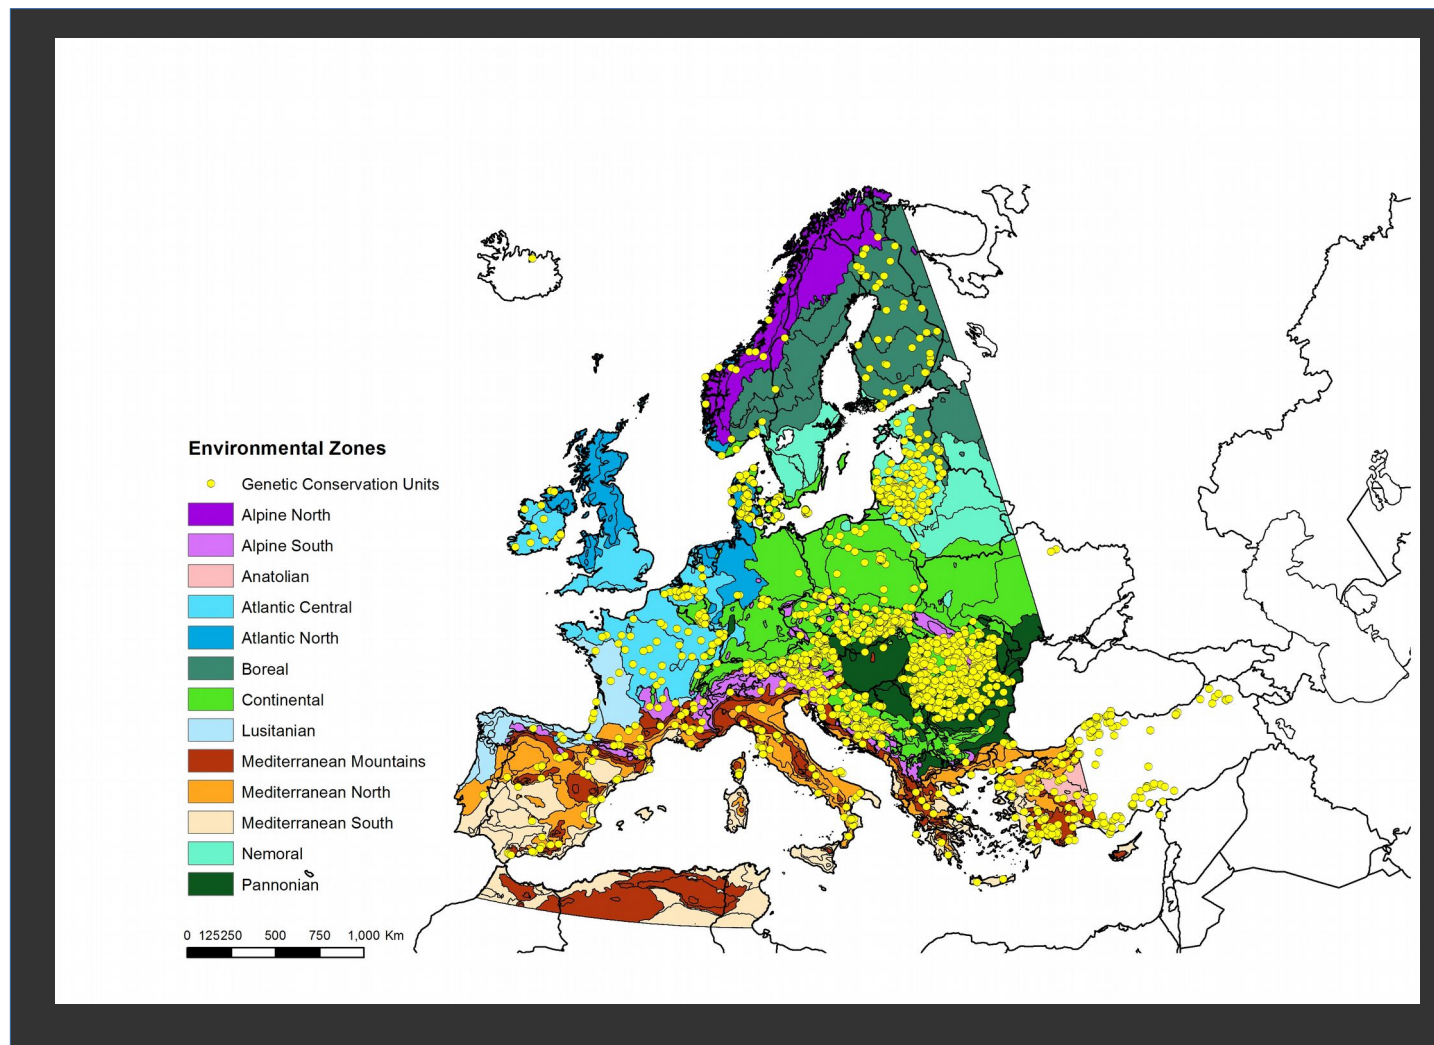 Environmental Zones
Genetic Conservation Units
Alpine North
Alpine South
Anatolian
Atlantic Central
Atlantic North
Boreal
Continental
Lusitanian
Mediterranean Mountains
Mediterranean North
Mediterranean South
Nemoral
Pannonian
0 125250 500 750 1,000 Km